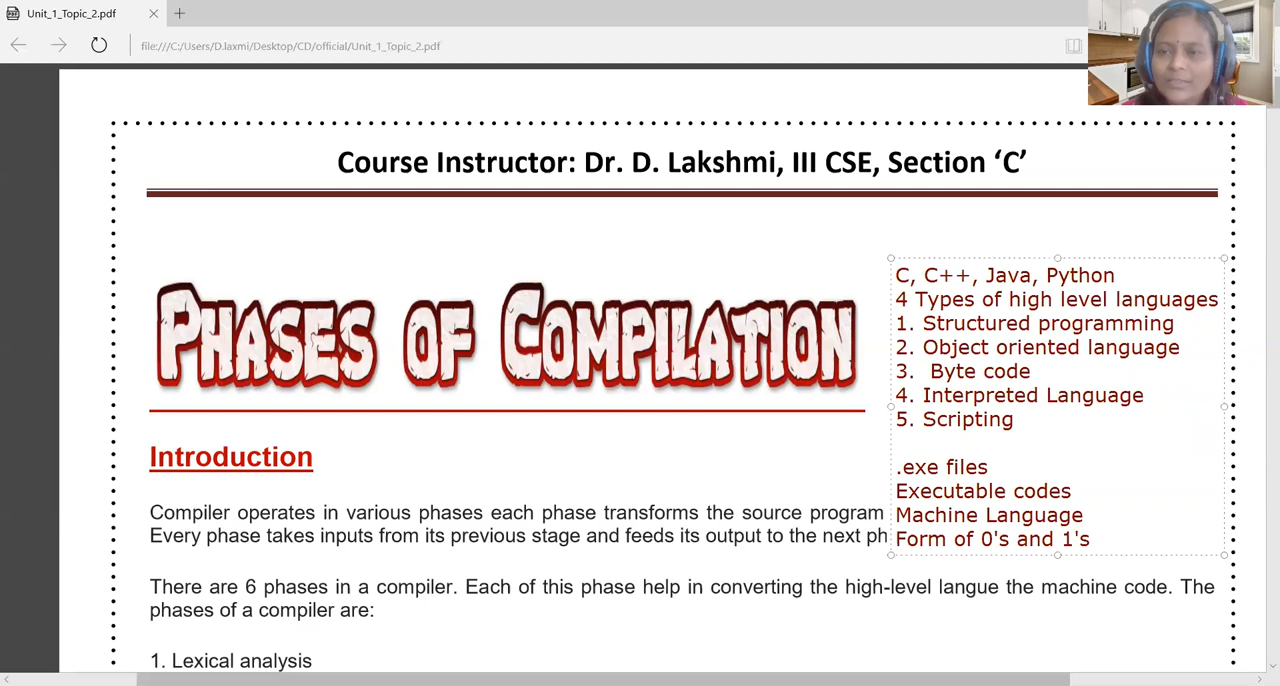 Unit_1_Topic_2.pdf
file:///C:/Users/D.laxmi/Desktop/CD/official/Unit_1_Topic_2.pdf
Course Instructor: Dr. D. Lakshmi, III CSE, Section ‘C’
PHASES OF COMPILATION
C, C++, Java, Python
4 Types of high level languages
1. Structured programming
2. Object oriented language
3. Byte code
4. Interpreted Language
5. Scripting
.exe files
Executable codes
Machine Language
Form of 0's and 1's
Introduction
Compiler operates in various phases each phase transforms the source program
Every phase takes inputs from its previous stage and feeds its output to the next ph
There are 6 phases in a compiler. Each of this phase help in converting the high-level langue the machine code. The
phases of a compiler are:
1. Lexical analysis